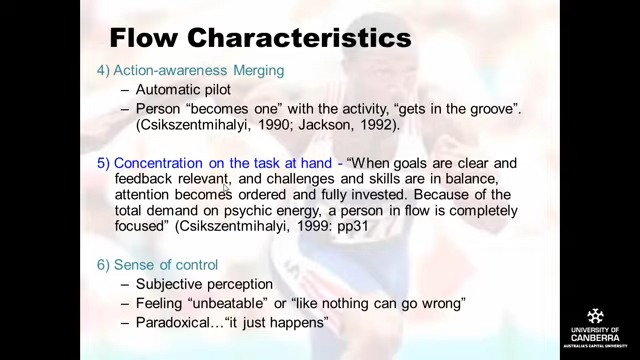 Flow Characteristics
4) Action-awareness Merging
– Automatic pilot
– Person “becomes one” with the activity, “gets in the groove”.
(Csikszentmihalyi, 1990; Jackson, 1992).
5) Concentration on the task at hand - “When goals are clear and
feedback relevant, and challenges and skills are in balance,
attention becomes ordered and fully invested. Because of the
total demand on psychic energy, a person in flow is completely
focused” (Csikszentmihalyi, 1999: pp31
6) Sense of control
– Subjective perception
– Feeling “unbeatable” or “like nothing can go wrong”
– Paradoxical…“it just happens”
UNIVERSITY OF
CANBERRA
AUSTRALIA'S CAPITAL UNIVERSITY